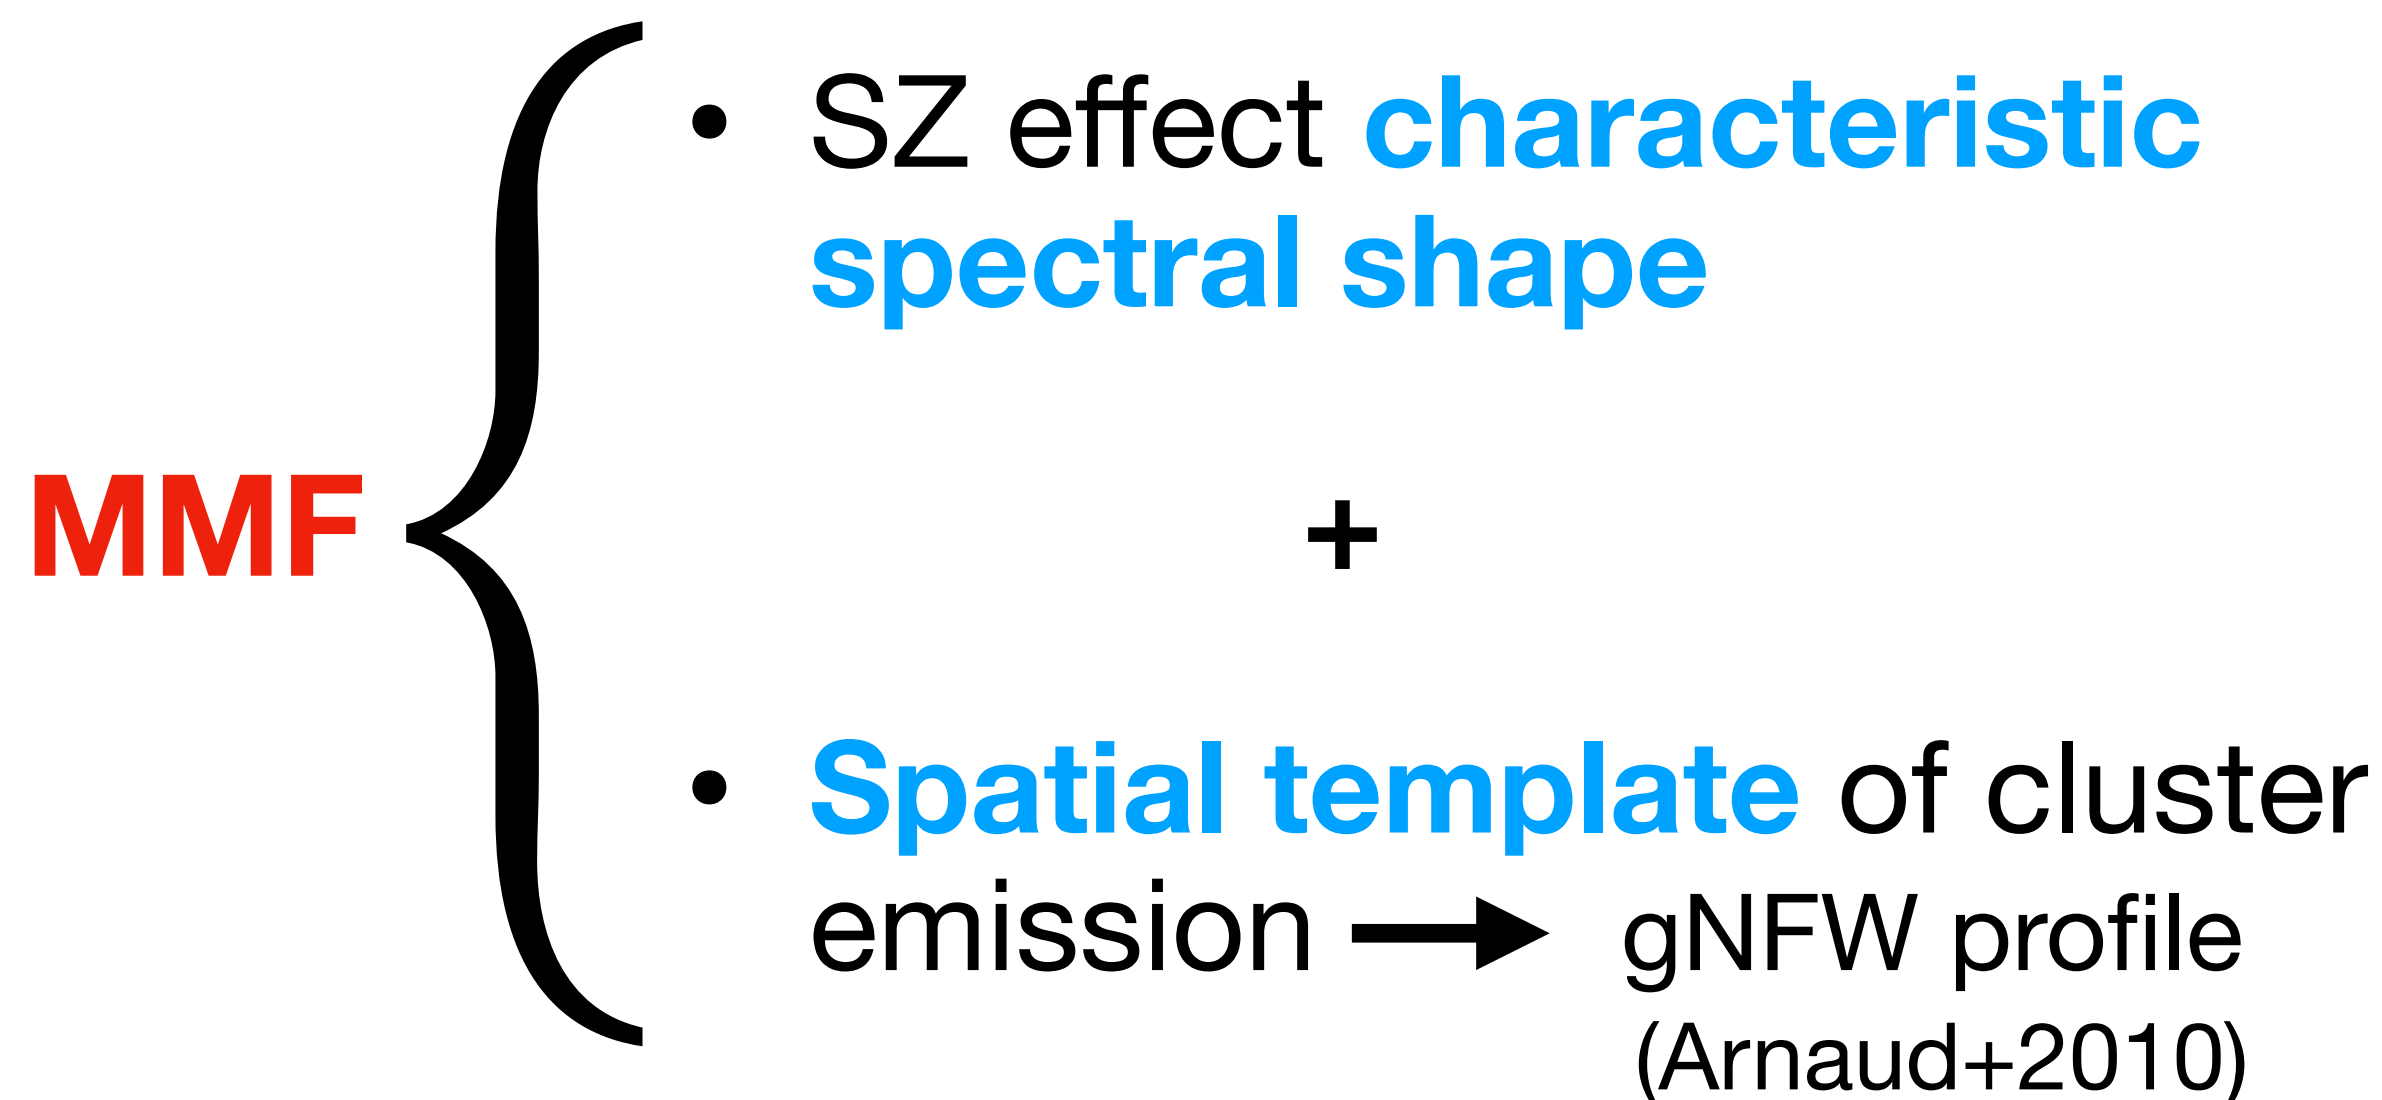 • SZ effect characteristic
spectral shape
MMF
+
• Spatial template of cluster
emission → gNFW profile
(Arnaud+2010)